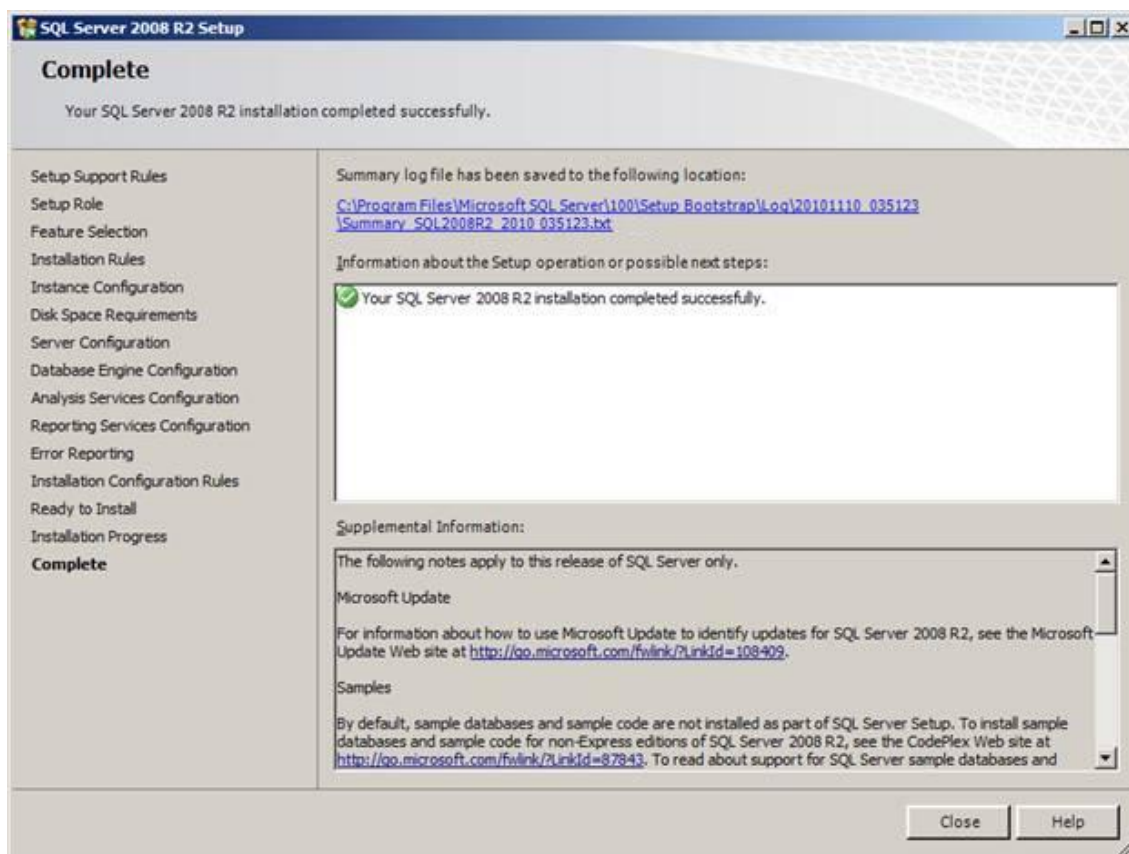 SQL Server 2008 R2 Setup
Complete
Your SQL Server 2008 R2 installation completed successfully.
Setup Support Rules
Setup Role
Feature Selection
Installation Rules
Instance Configuration
Disk Space Requirements
Server Configuration
Database Engine Configuration
Analysis Services Configuration
Reporting Services Configuration
Error Reporting
Installation Configuration Rules
Ready to Install
Installation Progress
Complete
Summary log file has been saved to the following location:
C:\Program Files\Microsoft SQL Server\100\Setup Bootstrap\Log\20101110_035123
\Summary_SQL2008R2_2010_035123.txt
Information about the Setup operation or possible next steps:
Your SQL Server 2008 R2 installation completed successfully.
Supplemental Information:
The following notes apply to this release of SQL Server only.
Microsoft Update
For information about how to use Microsoft Update to identify updates for SQL Server 2008 R2, see the Microsoft
Update Web site at http://go.microsoft.com/fwlink/?LinkId=108409.
Samples
By default, sample databases and sample code are not installed as part of SQL Server Setup. To install sample
databases and sample code for non-Express editions of SQL Server 2008 R2, see the CodePlex Web site at
http://go.microsoft.com/fwlink/?LinkId=87843. To read about support for SQL Server sample databases and
Close
Help